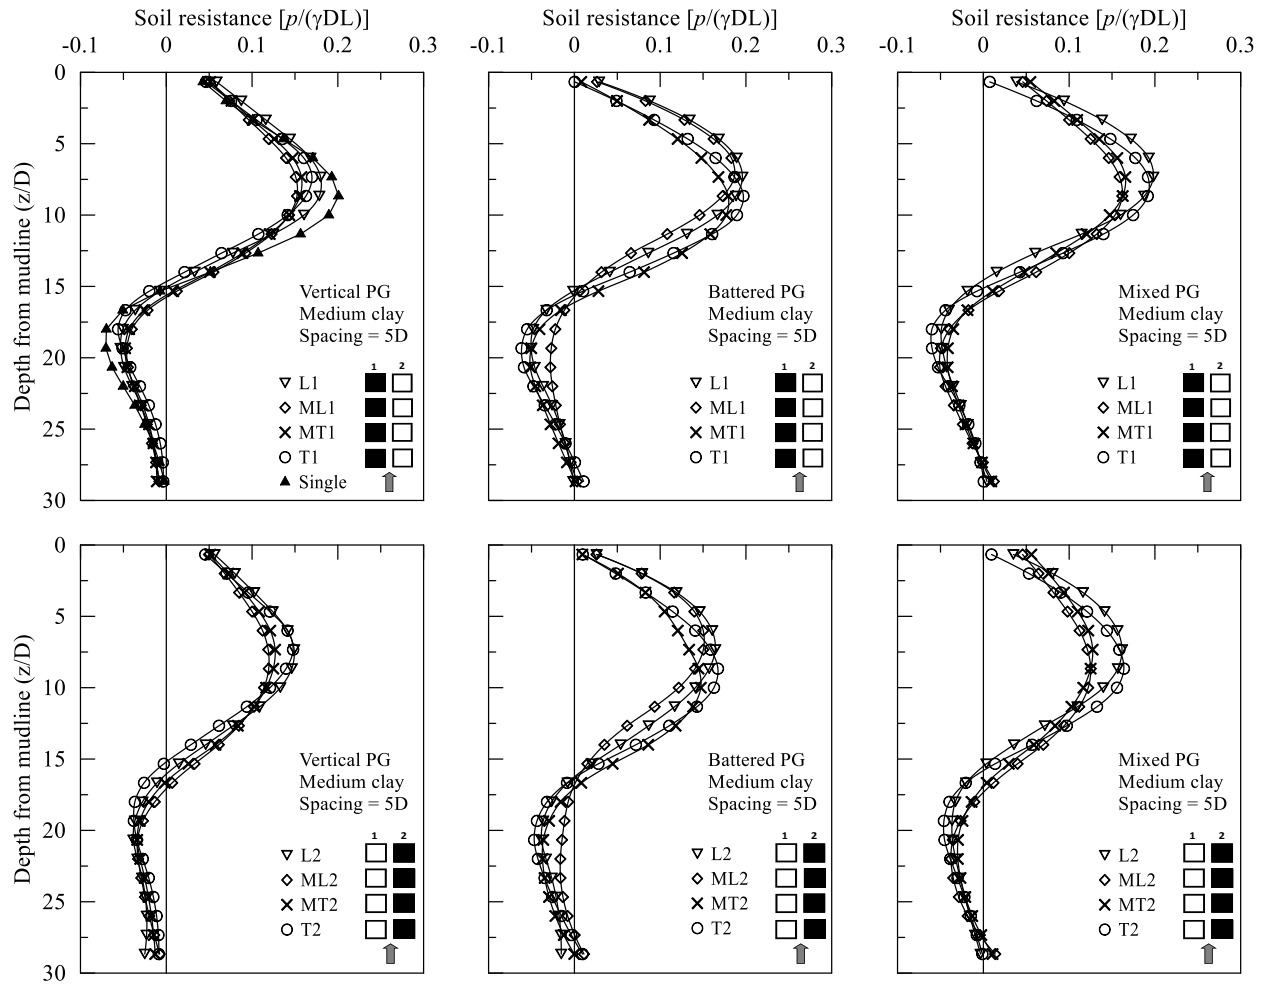 Soil resistance [p/(γDL)] Soil resistance [p/(γDL)] Soil resistance [p/(γDL)]
-0.1 0 0.1 0.2 0.3 -0.1 0 0.1 0.2 0.3 -0.1 0 0.1 0.2 0.3
Depth from mudline (z/D)
0
5
10
15
20
25
30
Vertical PG
Medium clay
Spacing = 5D
1 2
L1
ML1
MT1
T1
Single
Battered PG
Medium clay
Spacing = 5D
1 2
L1
ML1
MT1
T1
Mixed PG
Medium clay
Spacing = 5D
1 2
L1
ML1
MT1
T1
Depth from mudline (z/D)
0
5
10
15
20
25
30
Vertical PG
Medium clay
Spacing = 5D
1 2
L2
ML2
MT2
T2
Battered PG
Medium clay
Spacing = 5D
1 2
L2
ML2
MT2
T2
Mixed PG
Medium clay
Spacing = 5D
1 2
L2
ML2
MT2
T2